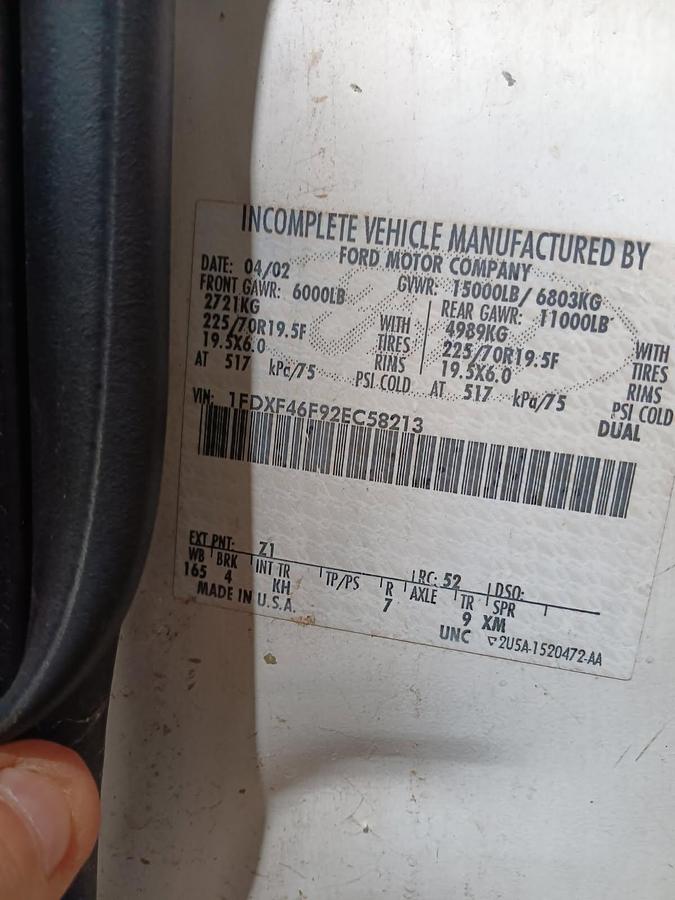 INCOMPLETE VEHICLE MANUFACTURED BY
FORD MOTOR COMPANY
DATE: 04/02 GVWR: 15000LB / 6803KG
FRONT GAWR: 6000LB REAR GAWR: 11000LB
2721KG WITH 4989KG WITH
225/70R19.5F TIRES 225/70R19.5F TIRES
19.5X6.0 RIMS 19.5X6.0 RIMS
AT 517 kPc/75 PSI COLD AT 517 kPa/75 PSI COLD
DUAL
VIN: 1FDXF46F92EC58213
EXT PNT: Z1 RC: 52 DSO:
WB BRK INT TR TP/PS R AXLE TR SPR
165 4 KH 7 9 XM
MADE IN U.S.A. UNC ▽2U5A-1520472-AA